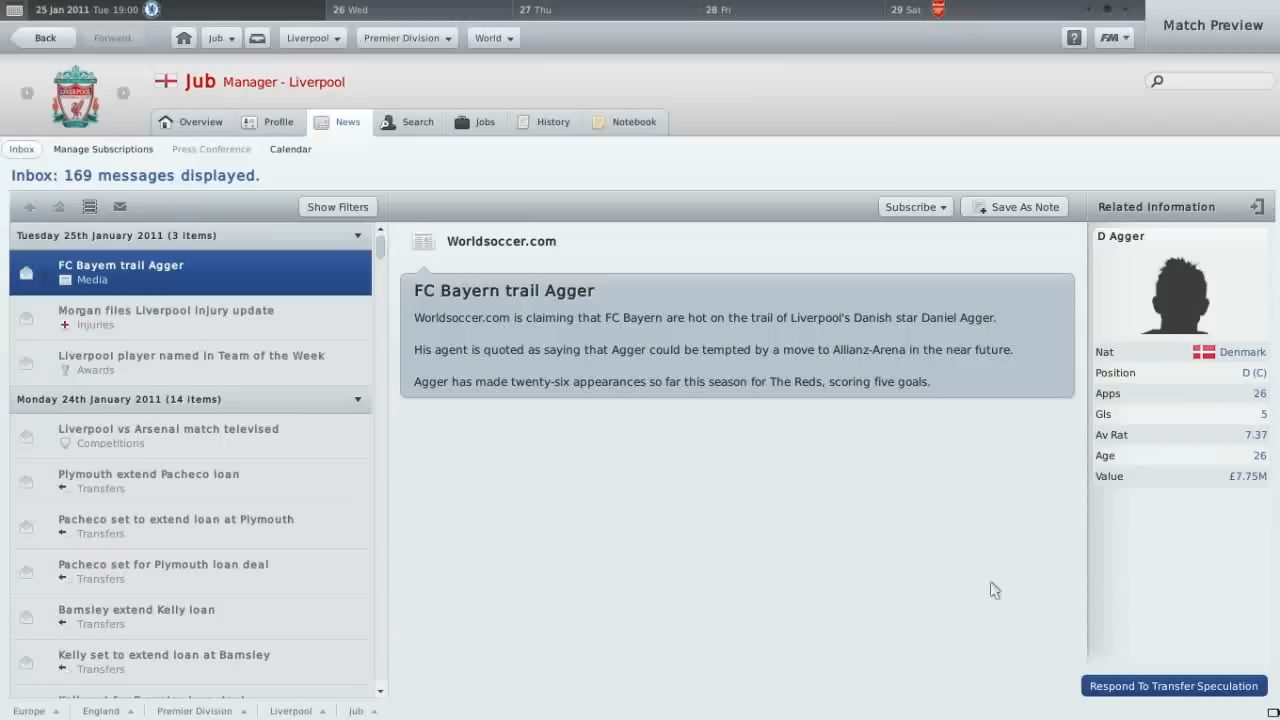 25 Jan 2011 Tue 19:00
26 Wed
27 Thu
28 Fri
29 Sat
Match Preview
Back
Forward
Jub
Liverpool
Premier Division
World
?
FM
Jub Manager - Liverpool
Overview
Profile
News
Search
Jobs
History
Notebook
Inbox
Manage Subscriptions
Press Conference
Calendar
Inbox: 169 messages displayed.
Show Filters
Subscribe
Save As Note
Related Information
Tuesday 25th January 2011 (3 items)
FC Bayern trail Agger
Media
Morgan files Liverpool injury update
Injuries
Liverpool player named in Team of the Week
Awards
Monday 24th January 2011 (14 items)
Liverpool vs Arsenal match televised
Competitions
Plymouth extend Pacheco loan
Transfers
Pacheco set to extend loan at Plymouth
Transfers
Pacheco set for Plymouth loan deal
Transfers
Barnsley extend Kelly loan
Transfers
Kelly set to extend loan at Barnsley
Transfers
Worldsoccer.com
FC Bayern trail Agger
Worldsoccer.com is claiming that FC Bayern are hot on the trail of Liverpool's Danish star Daniel Agger.
His agent is quoted as saying that Agger could be tempted by a move to Allianz-Arena in the near future.
Agger has made twenty-six appearances so far this season for The Reds, scoring five goals.
D Agger
Nat Denmark
Position D (C)
Apps 26
Gls 5
Av Rat 7.37
Age 26
Value £7.75M
Respond To Transfer Speculation
Europe
England
Premier Division
Liverpool
Jub